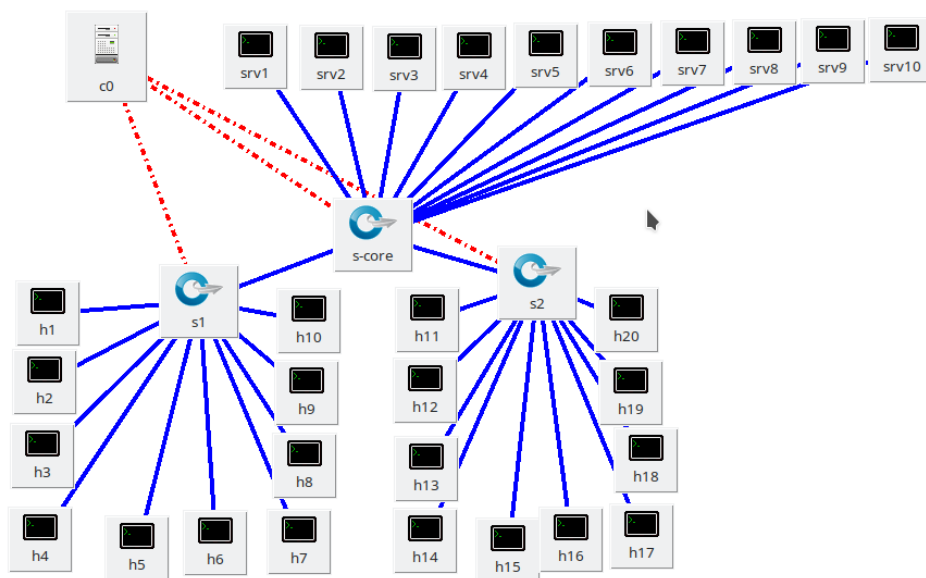 c0
srv1
srv2
srv3
srv4
srv5
srv6
srv7
srv8
srv9
srv10
s-core
s1
s2
h1
h10
h11
h20
h2
h9
h12
h19
h3
h8
h13
h18
h4
h5
h6
h7
h14
h15
h16
h17